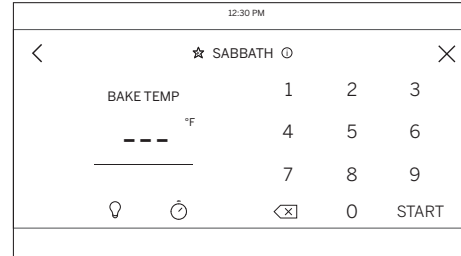 12:30 PM
SABBATH
BAKE TEMP
--- °F
1 2 3
4 5 6
7 8 9
0 START